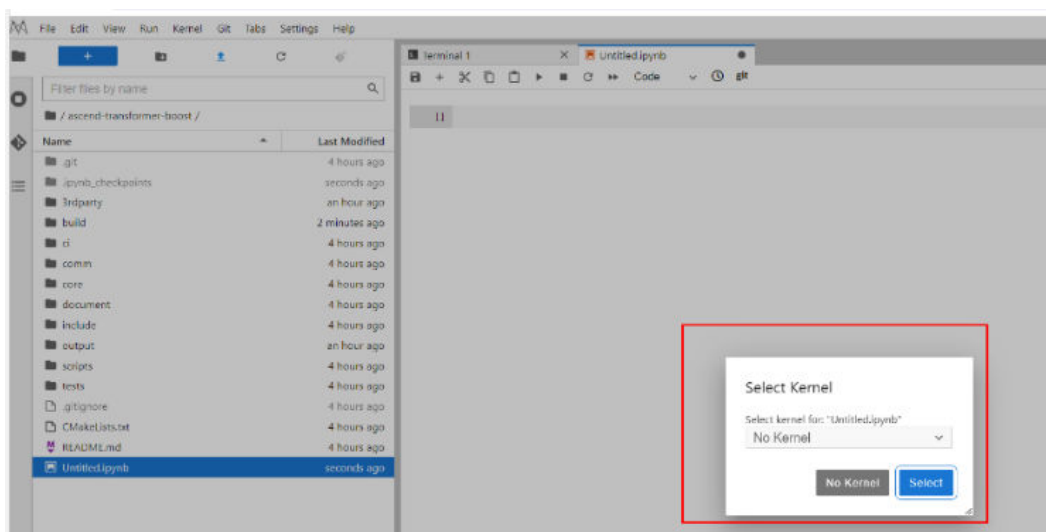 File Edit View Run Kernel Git Tabs Settings Help
+
Terminal 1 × Untitled.ipynb
Code git
Filter files by name
/ ascend-transformer-boost /
[]
Name Last Modified
.git 4 hours ago
.ipynb_checkpoints seconds ago
3rdparty an hour ago
build 2 minutes ago
ci 4 hours ago
comm 4 hours ago
core 4 hours ago
document 4 hours ago
include 4 hours ago
output an hour ago
scripts 4 hours ago
tests 4 hours ago
.gitignore 4 hours ago
CMakeLists.txt 4 hours ago
README.md 4 hours ago
Untitled.ipynb seconds ago
Select Kernel
Select kernel for: "Untitled.ipynb"
No Kernel
No Kernel Select